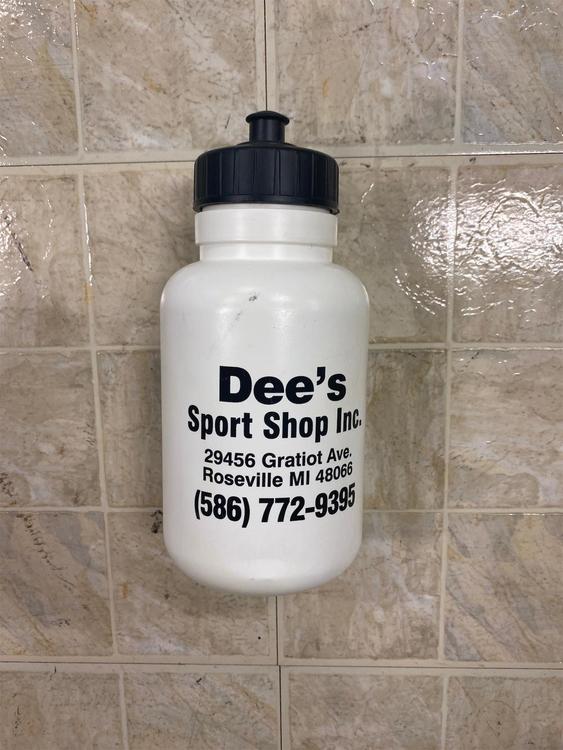 Dee's
Sport Shop Inc.
29456 Gratiot Ave.
Roseville MI 48066
(586) 772-9395